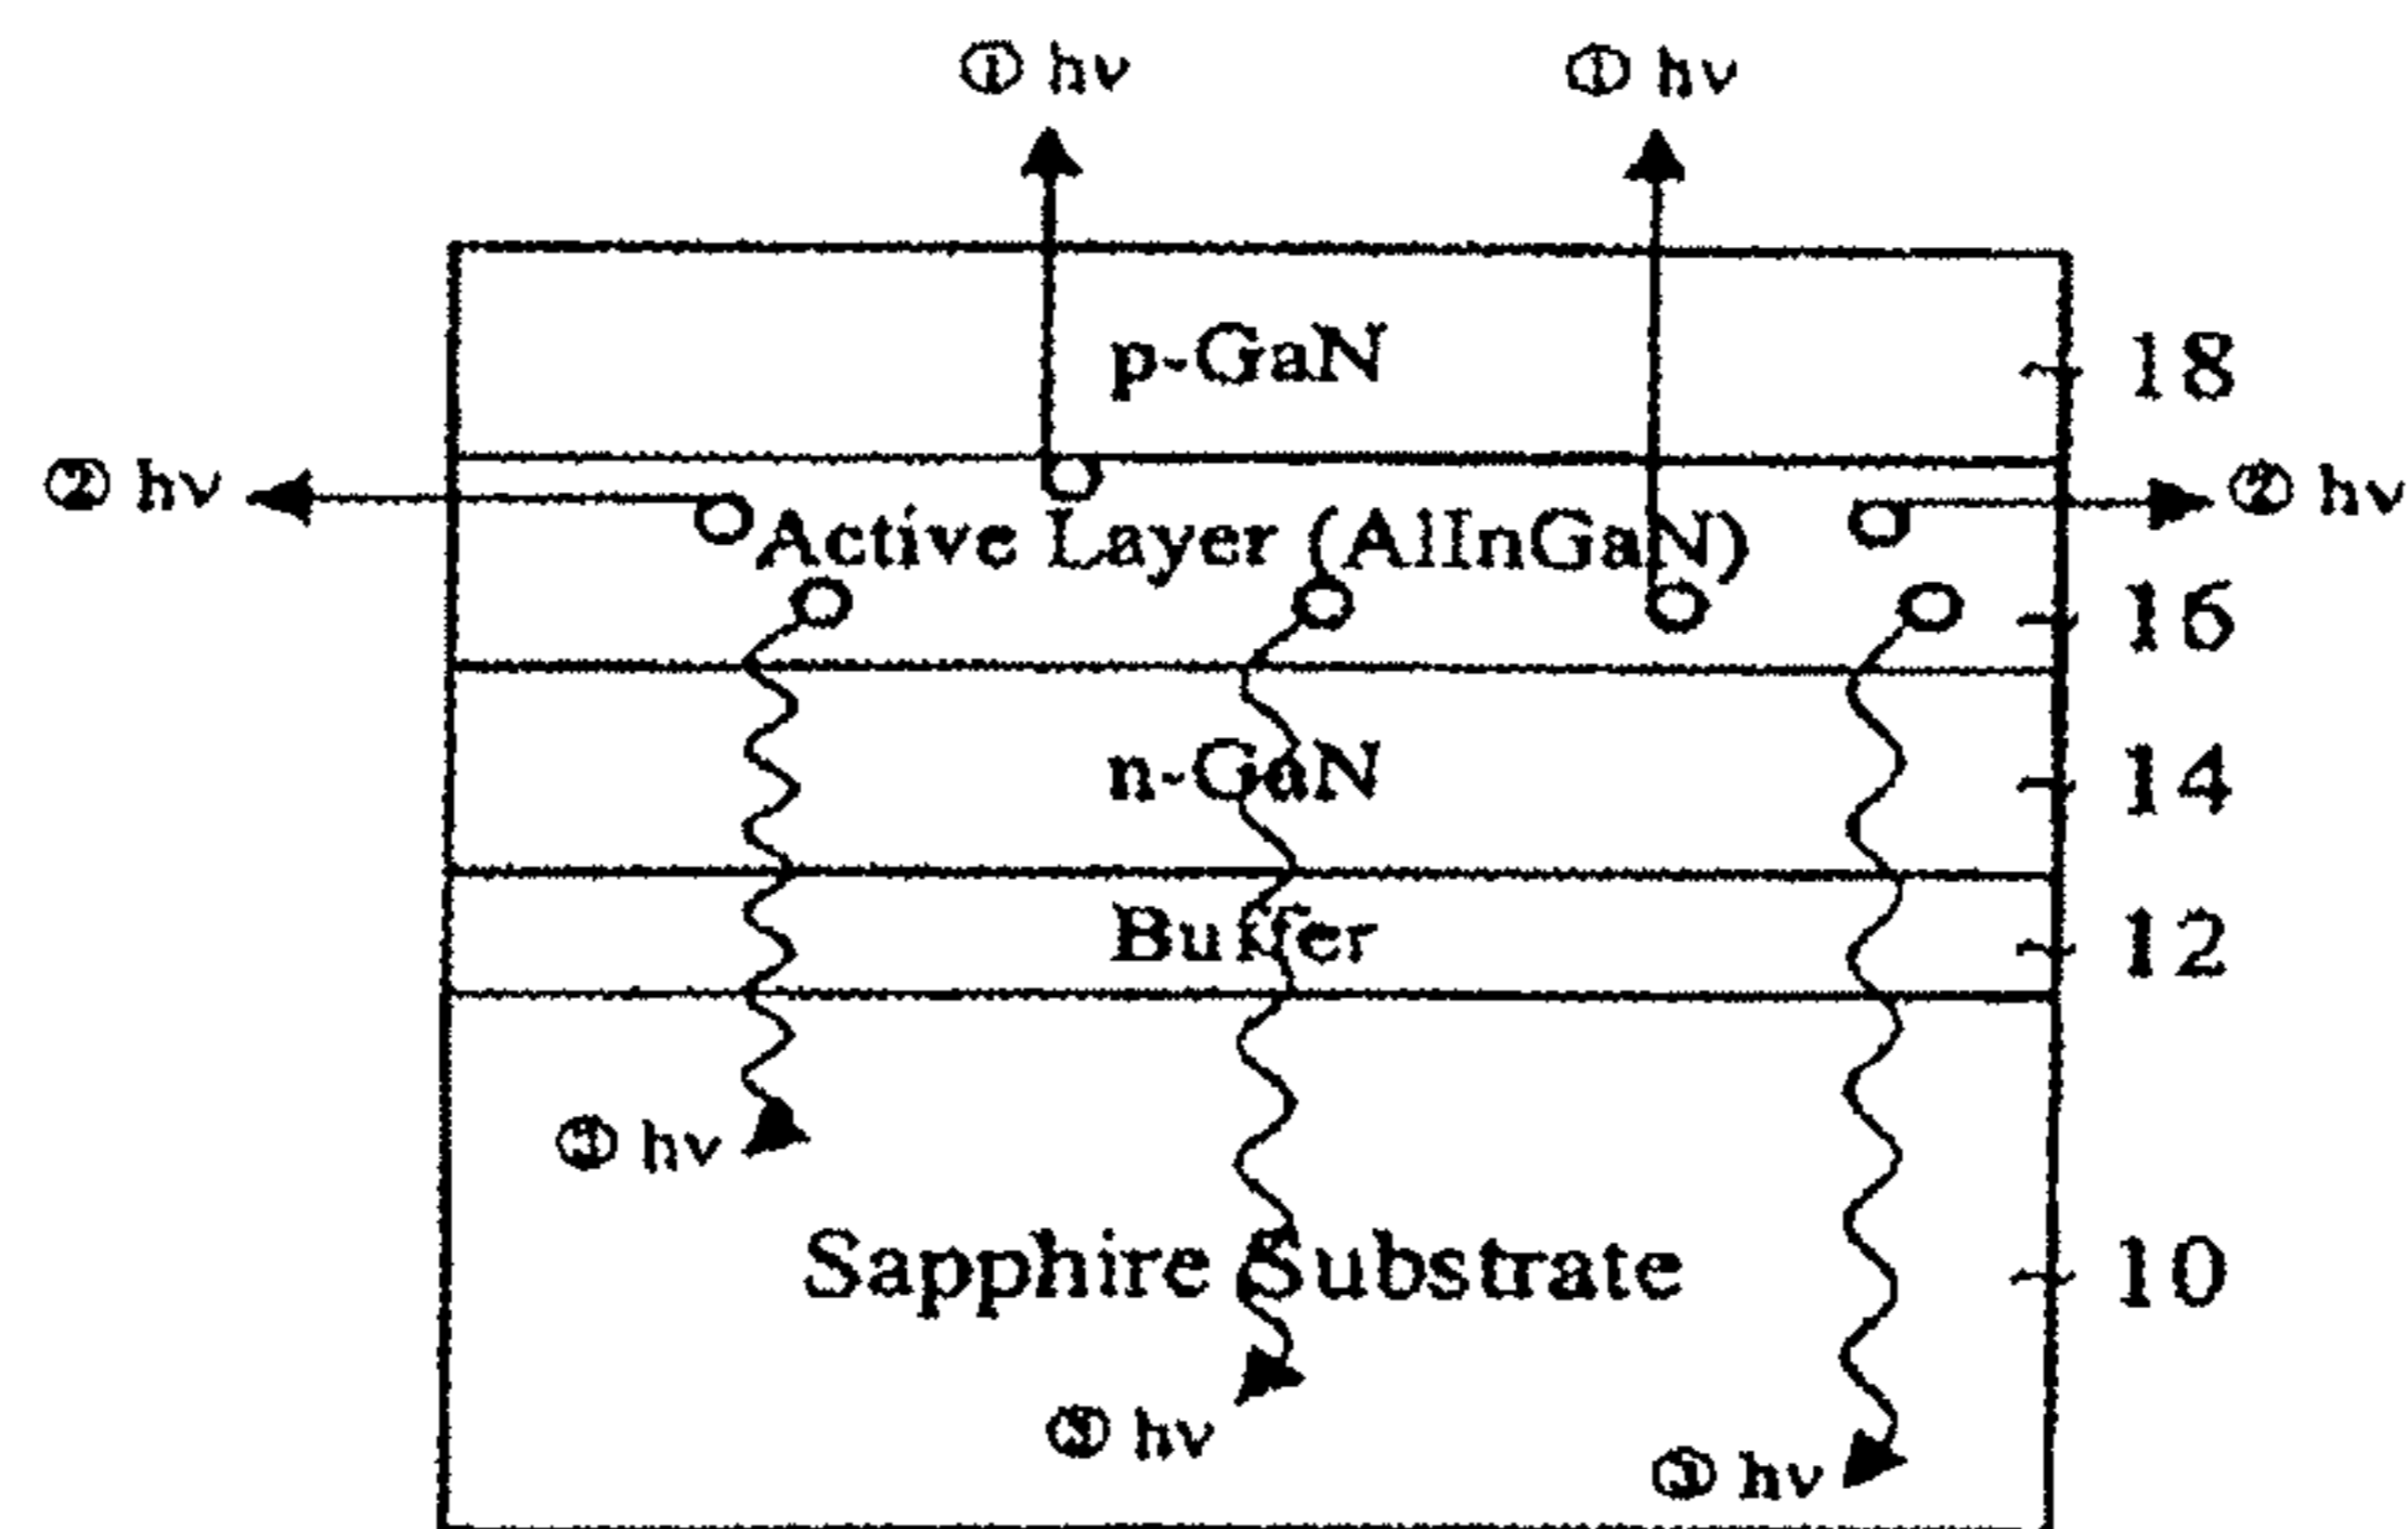 ① hν ① hν
p-GaN 18
② hν ② hν
Active Layer (AlInGaN)
16
n-GaN 14
Buffer 12
③ hν
Sapphire Substrate 10
③ hν
③ hν